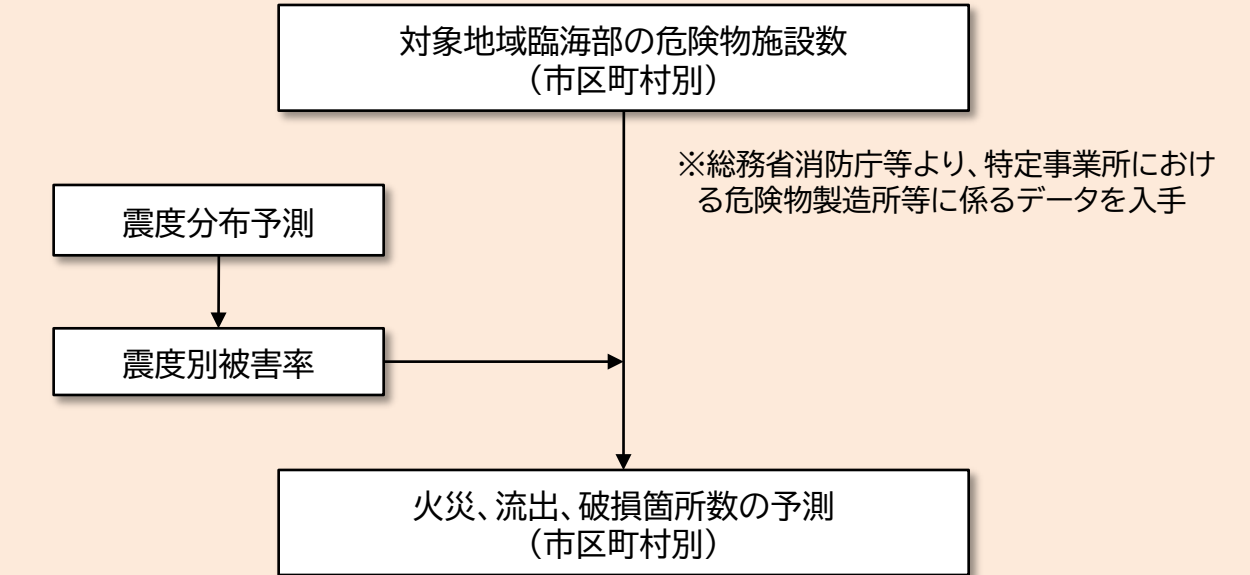 対象地域臨海部の危険物施設数
（市区町村別）
※総務省消防庁等より、特定事業所におけ
る危険物製造所等に係るデータを入手
震度分布予測
震度別被害率
火災、流出、破損箇所数の予測
（市区町村別）